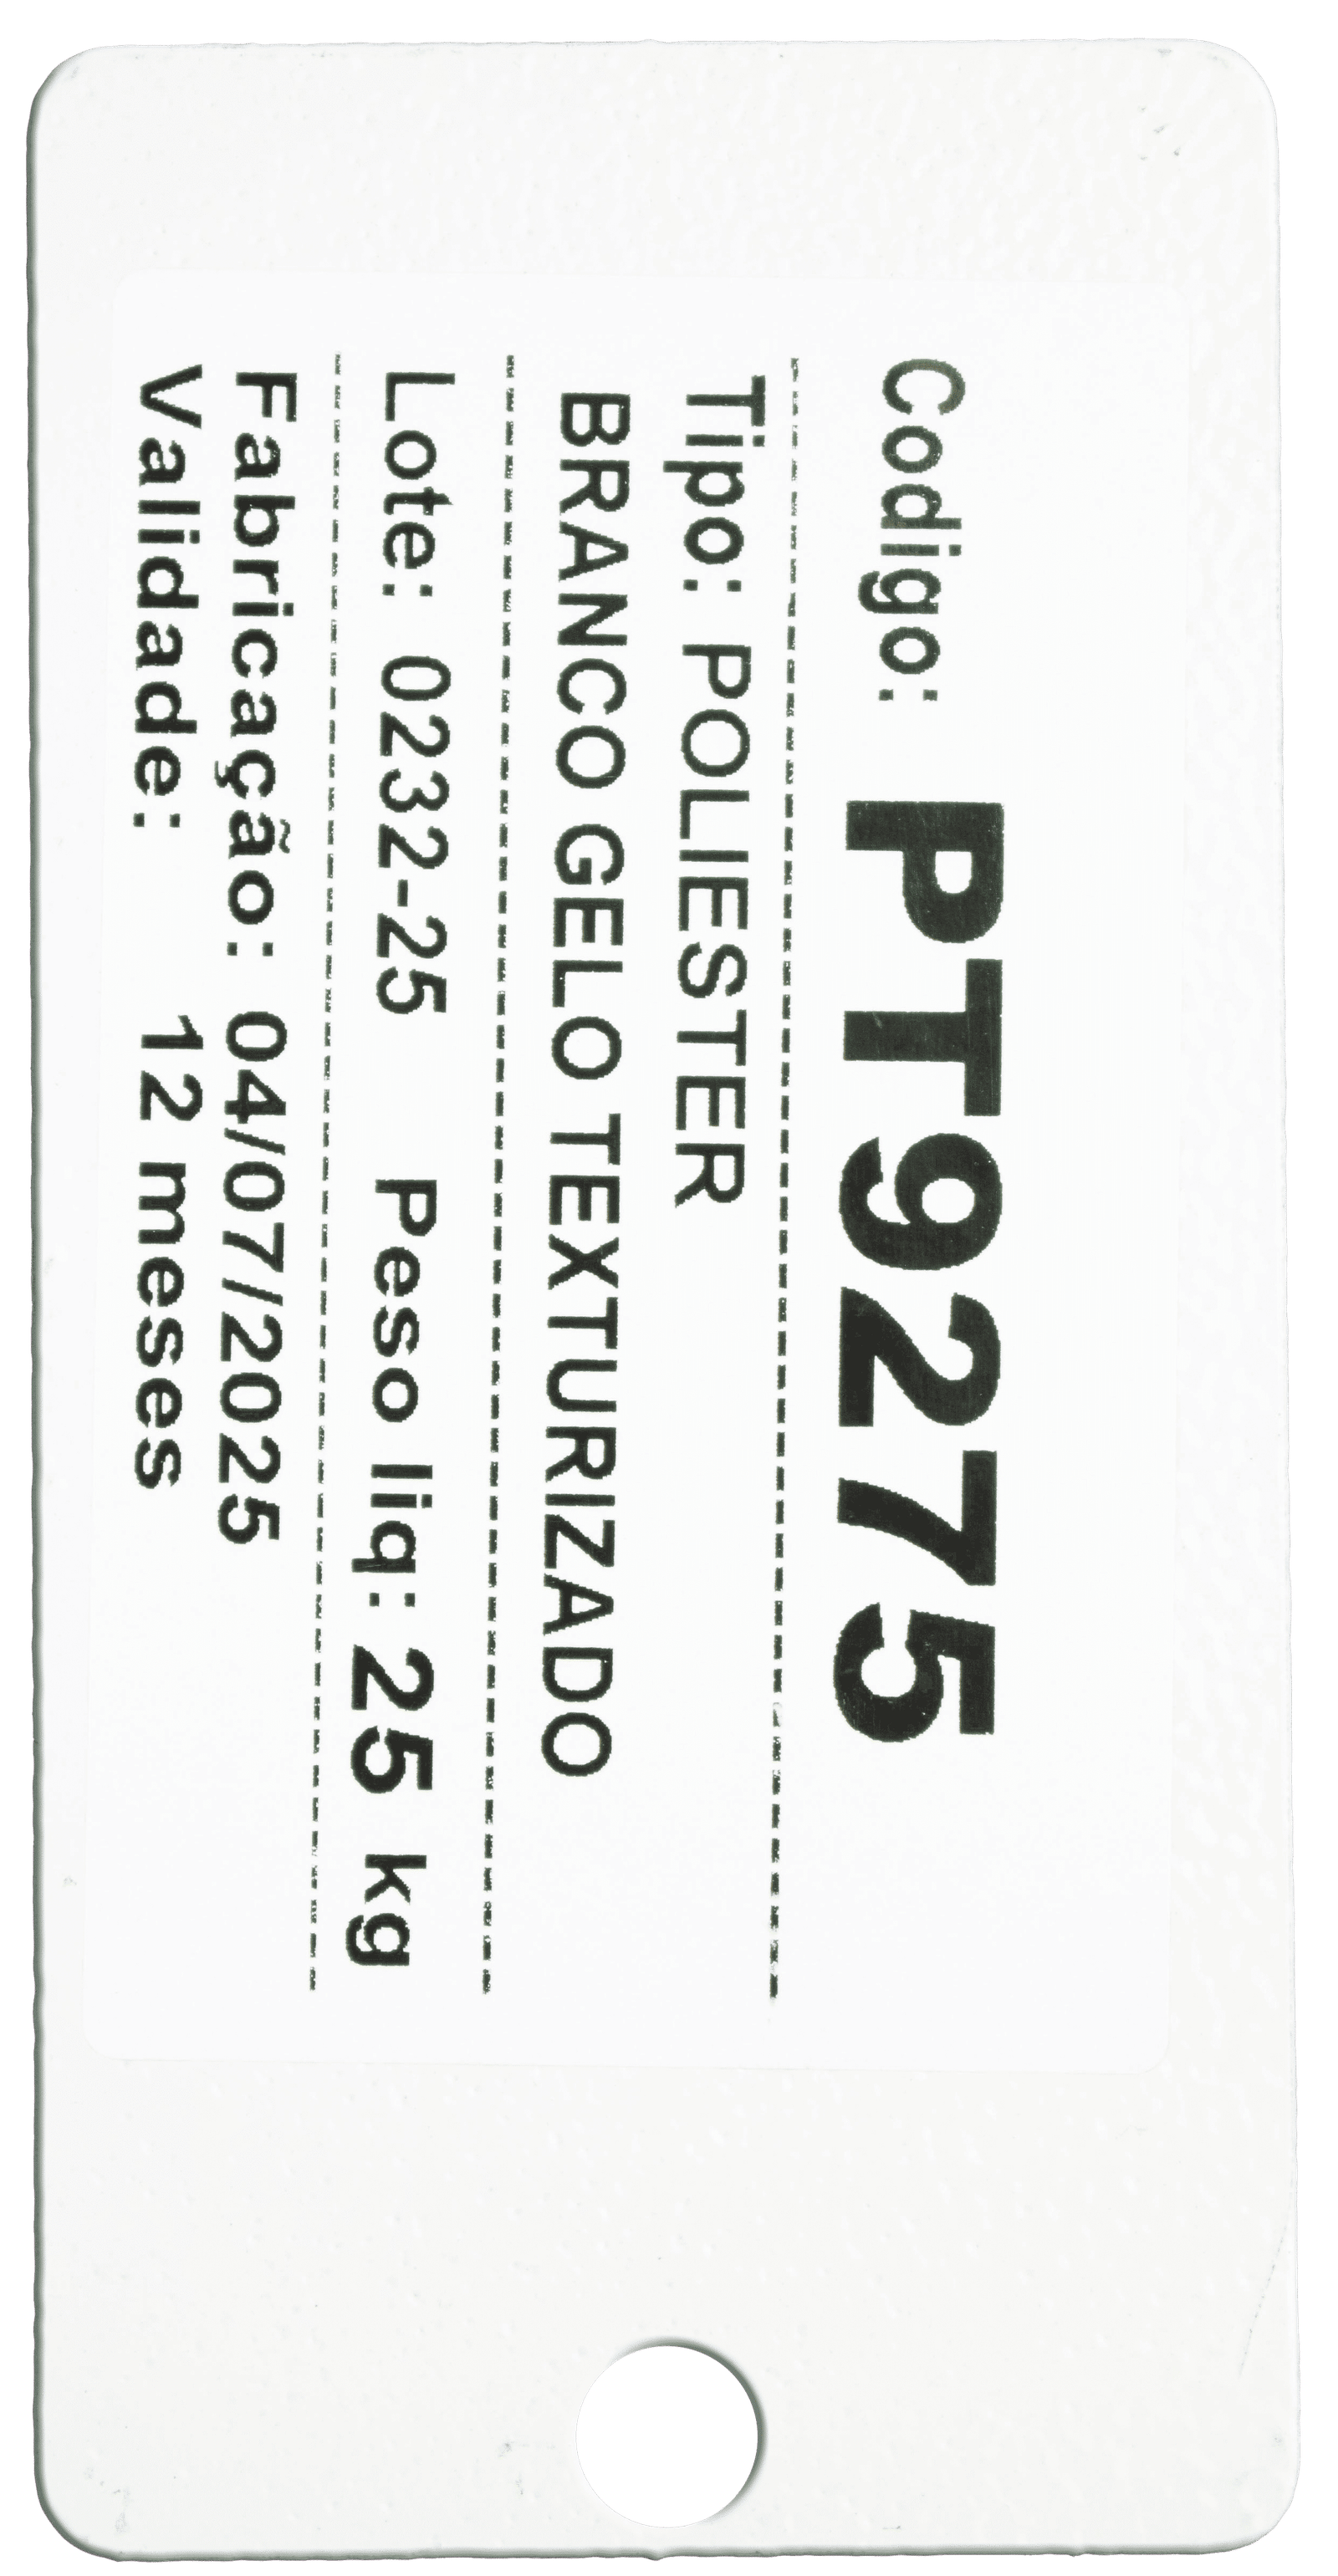 Codigo: PT9275
Tipo: POLIESTER
BRANCO GELO TEXTURIZADO
Lote: 0232-25 Peso liq: 25 kg
Fabricação: 04/07/2025
Validade: 12 meses